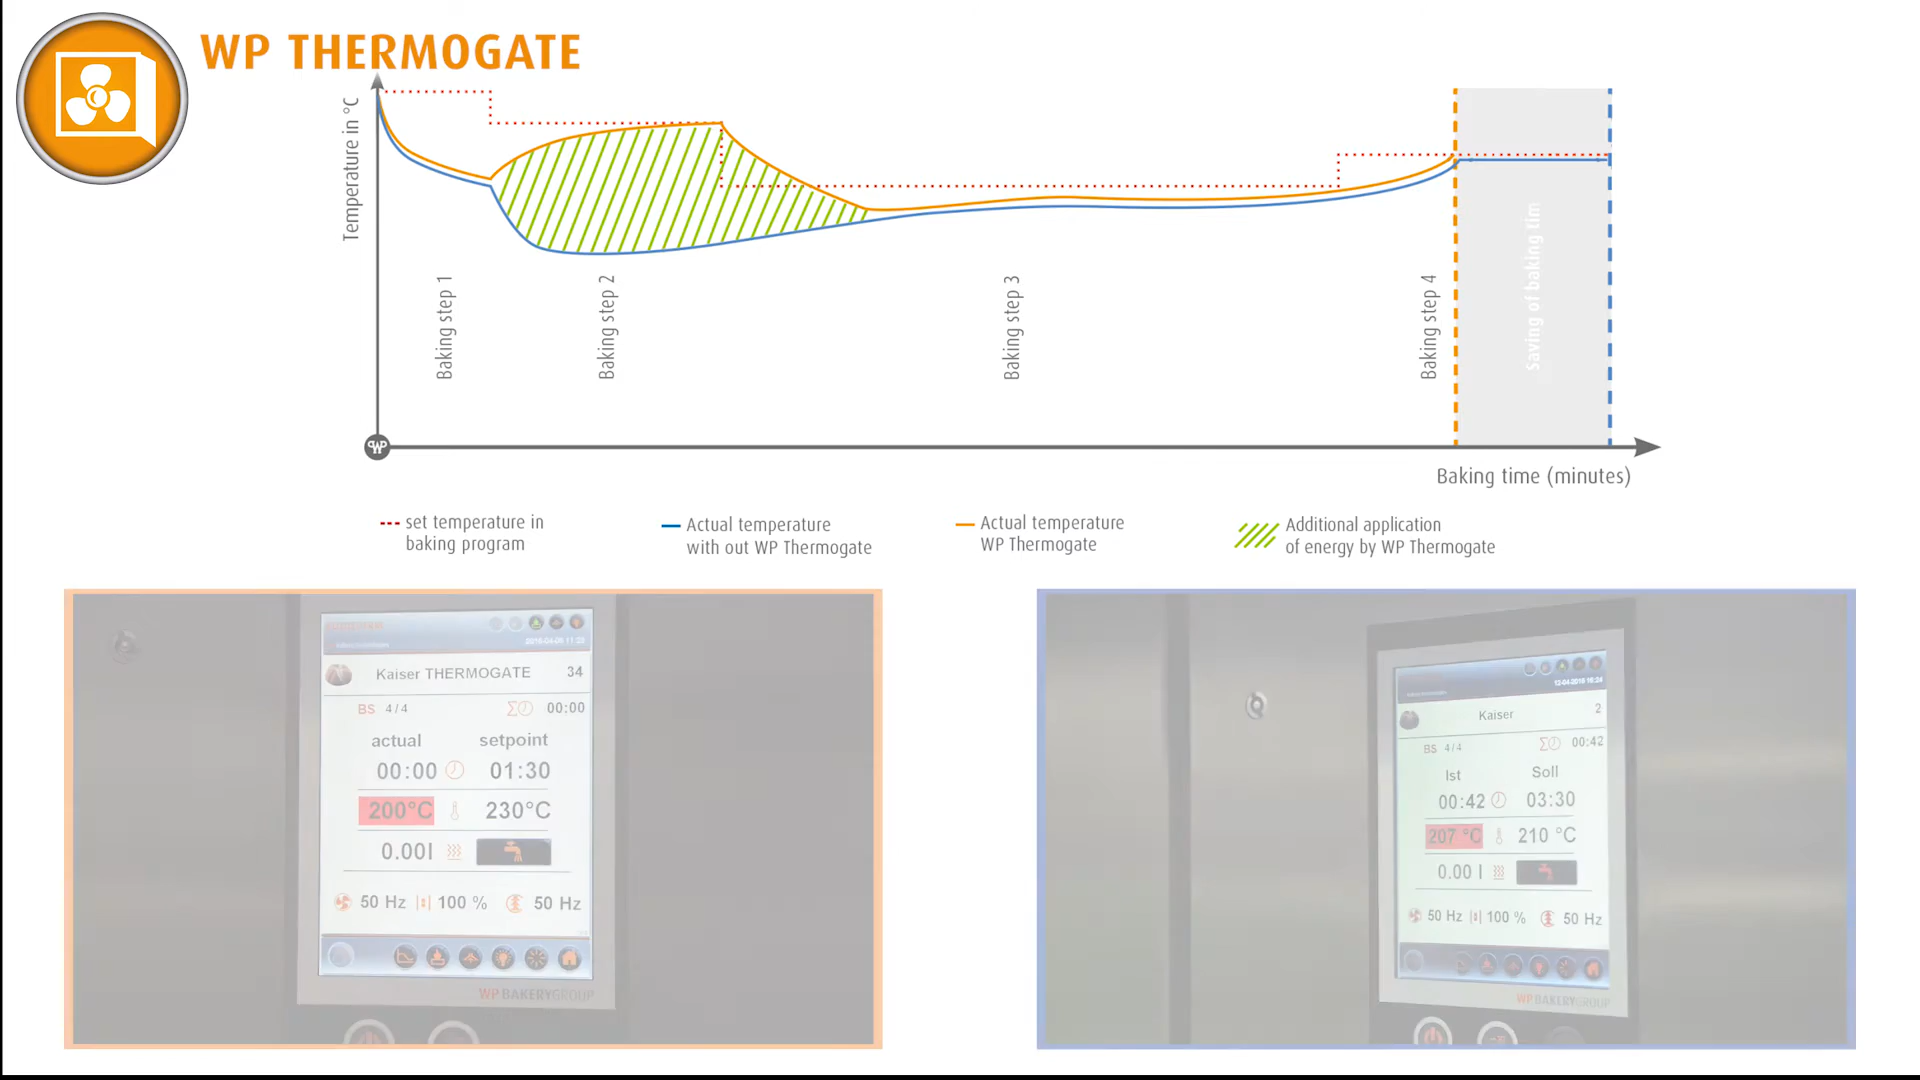 WP THERMOGATE
Temperature in °C
Baking step 1
Baking step 2
Baking step 3
Baking step 4
Saving of baking tim
WP
Baking time (minutes)
set temperature in
baking program
Actual temperature
with out WP Thermogate
Actual temperature
WP Thermogate
Additional application
of energy by WP Thermogate
Kaiser THERMOGATE 34
BS 4/4 Σ 00:00
actual setpoint
00:00 01:30
200°C 230°C
0.00l
50 Hz 100 % 50 Hz
WP BAKERYGROUP
Kaiser 2
BS 4/4 Σ 00:42
Ist Soll
00:42 03:30
207 °C 210 °C
0.00 l
50 Hz 100 % 50 Hz
WP BAKERYGROUP